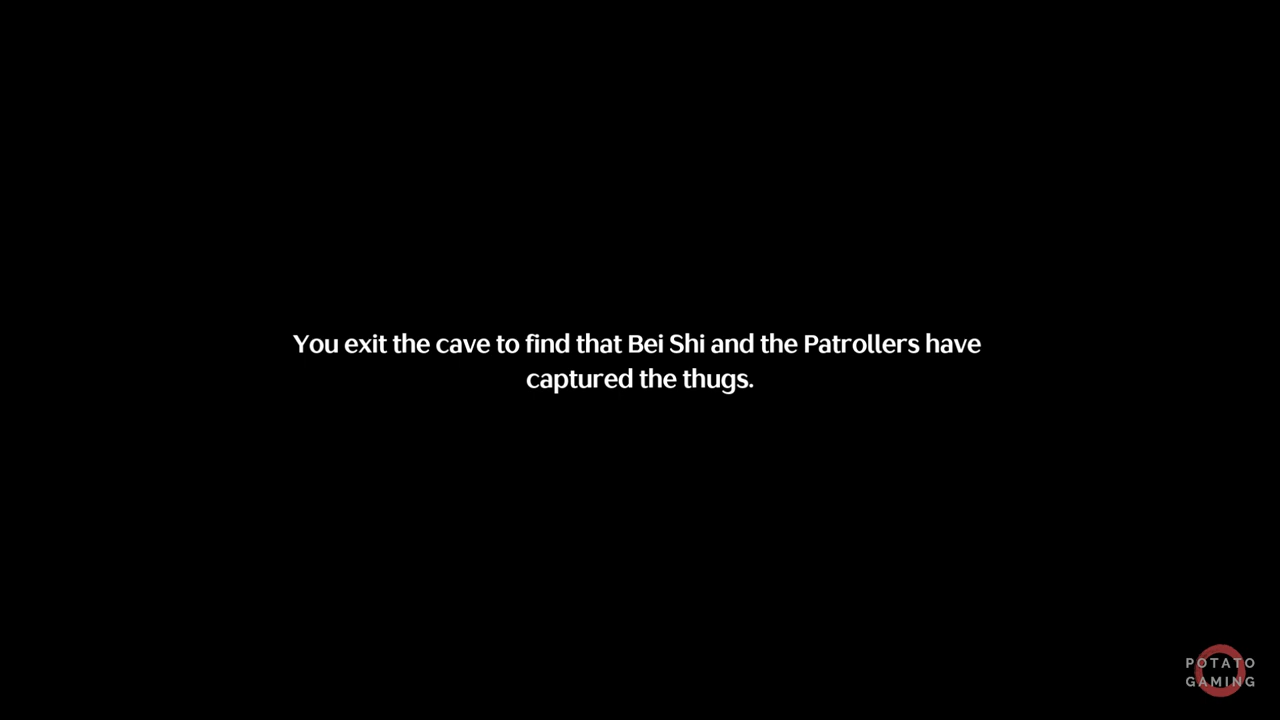 You exit the cave to find that Bei Shi and the Patrollers have
captured the thugs.
POTATO
GAMING